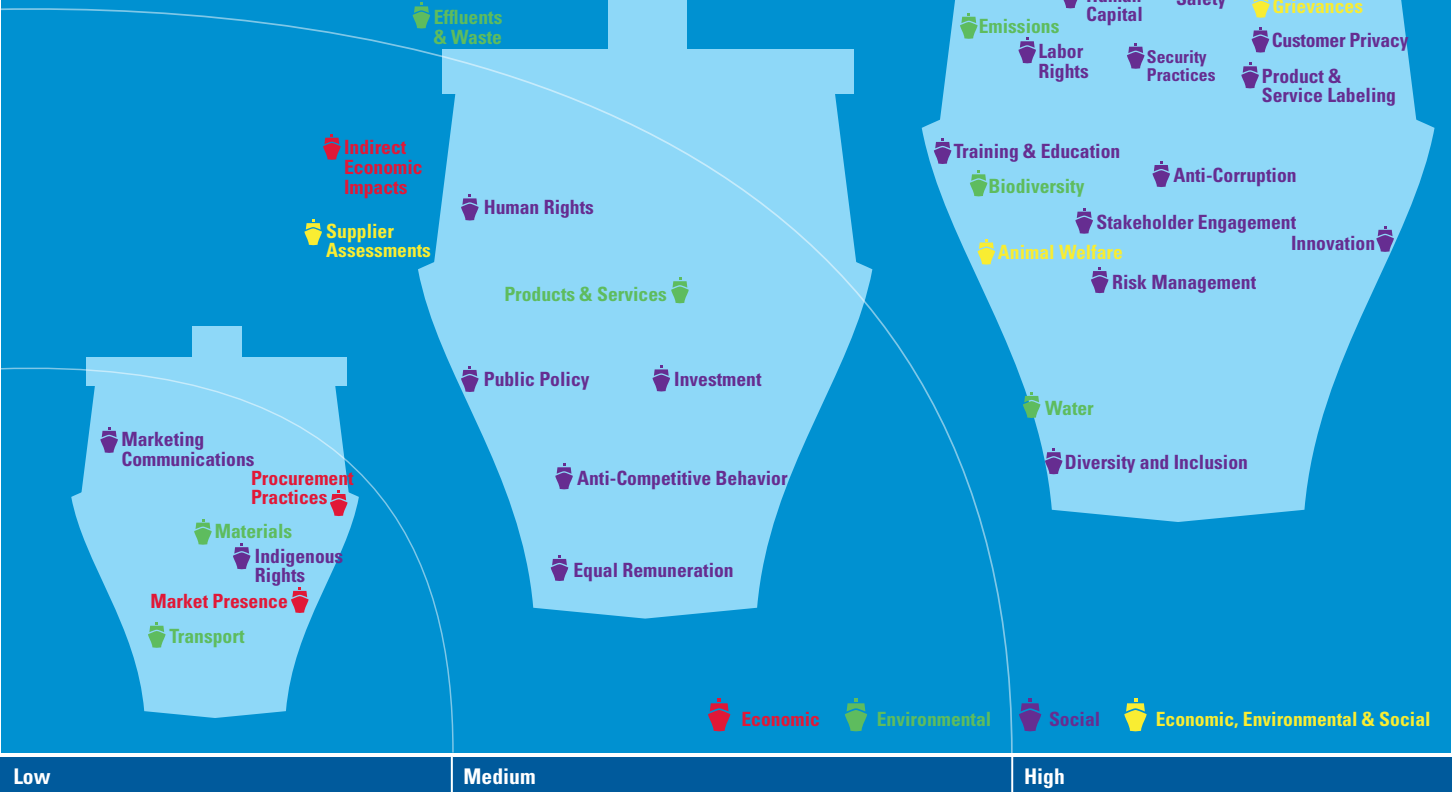 Human
Capital
Safety
Grievances
Effluents
& Waste
Emissions
Labor
Rights
Security
Practices
Customer Privacy
Product &
Service Labeling
Indirect
Economic
Impacts
Supplier
Assessments
Human Rights
Products & Services
Public Policy
Investment
Anti-Competitive Behavior
Equal Remuneration
Training & Education
Biodiversity
Anti-Corruption
Stakeholder Engagement
Innovation
Animal Welfare
Risk Management
Water
Diversity and Inclusion
Marketing
Communications
Procurement
Practices
Materials
Indigenous
Rights
Market Presence
Transport
Economic
Environmental
Social
Economic, Environmental & Social
Low
Medium
High